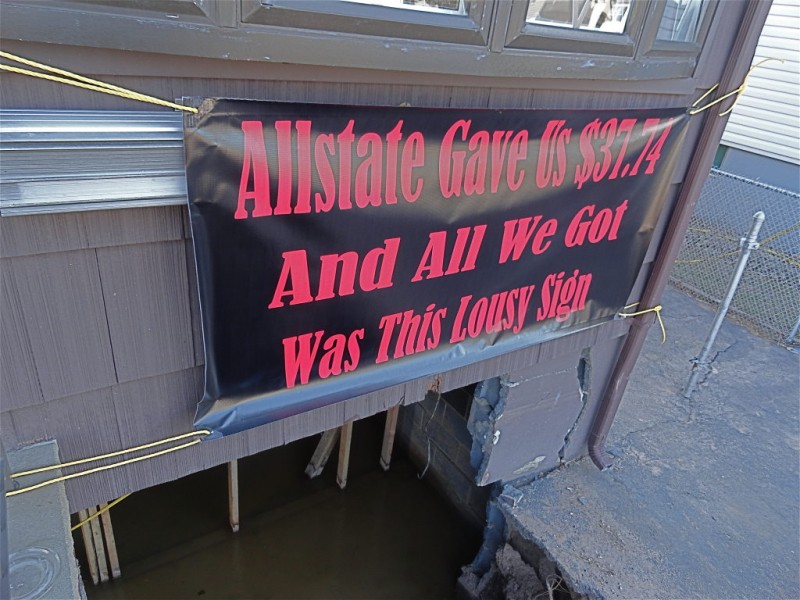 Allstate Gave Us $37.74
And All We Got
Was This Lousy Sign